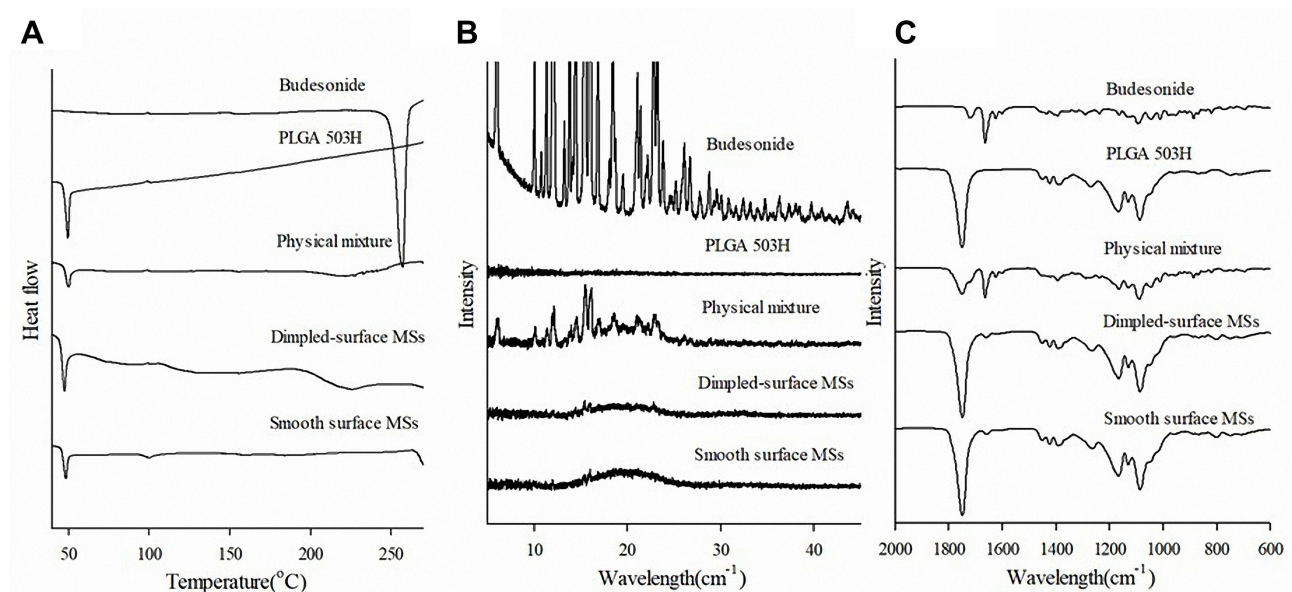 A
B
C
Budesonide
PLGA 503H
Physical mixture
Dimpled-surface MSs
Smooth surface MSs
Heat flow
50 100 150 200 250
Temperature(°C)
Budesonide
PLGA 503H
Physical mixture
Dimpled-surface MSs
Smooth surface MSs
Intensity
10 20 30 40
Wavelength(cm-1)
Budesonide
PLGA 503H
Physical mixture
Dimpled-surface MSs
Smooth surface MSs
Intensity
2000 1800 1600 1400 1200 1000 800 600
Wavelength(cm-1)